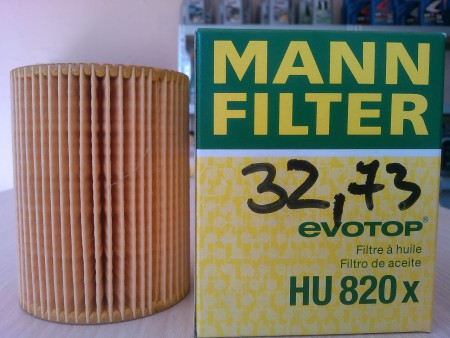 MANN
FILTER
32,73
evotop®
Filtre à huile
Filtro de aceite
HU 820 x